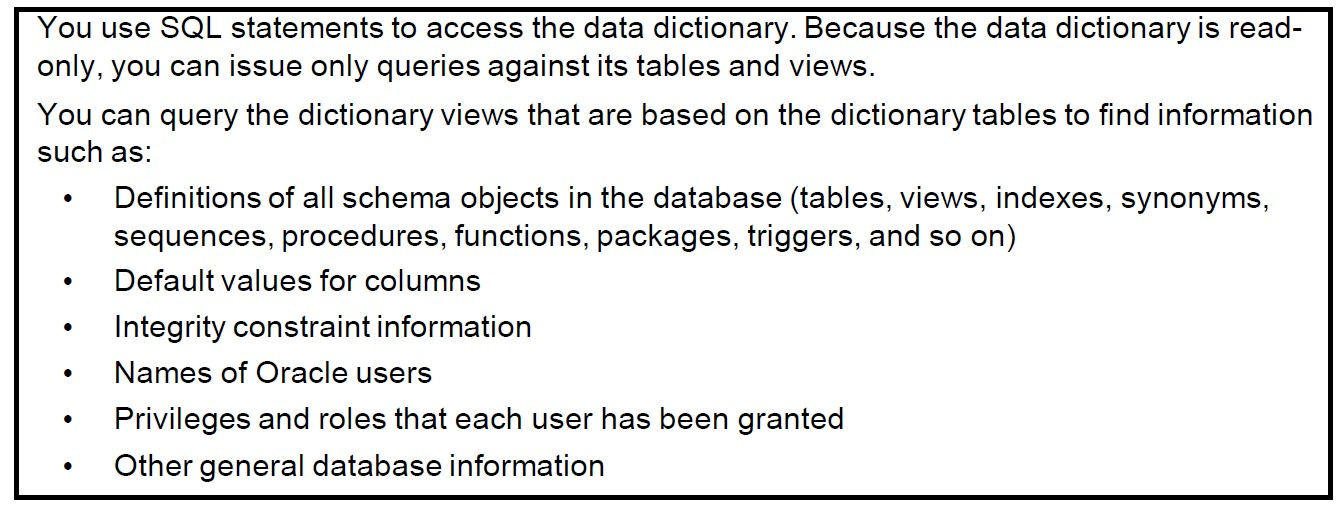 You use SQL statements to access the data dictionary. Because the data dictionary is read-
only, you can issue only queries against its tables and views.
You can query the dictionary views that are based on the dictionary tables to find information
such as:
• Definitions of all schema objects in the database (tables, views, indexes, synonyms,
sequences, procedures, functions, packages, triggers, and so on)
• Default values for columns
• Integrity constraint information
• Names of Oracle users
• Privileges and roles that each user has been granted
• Other general database information